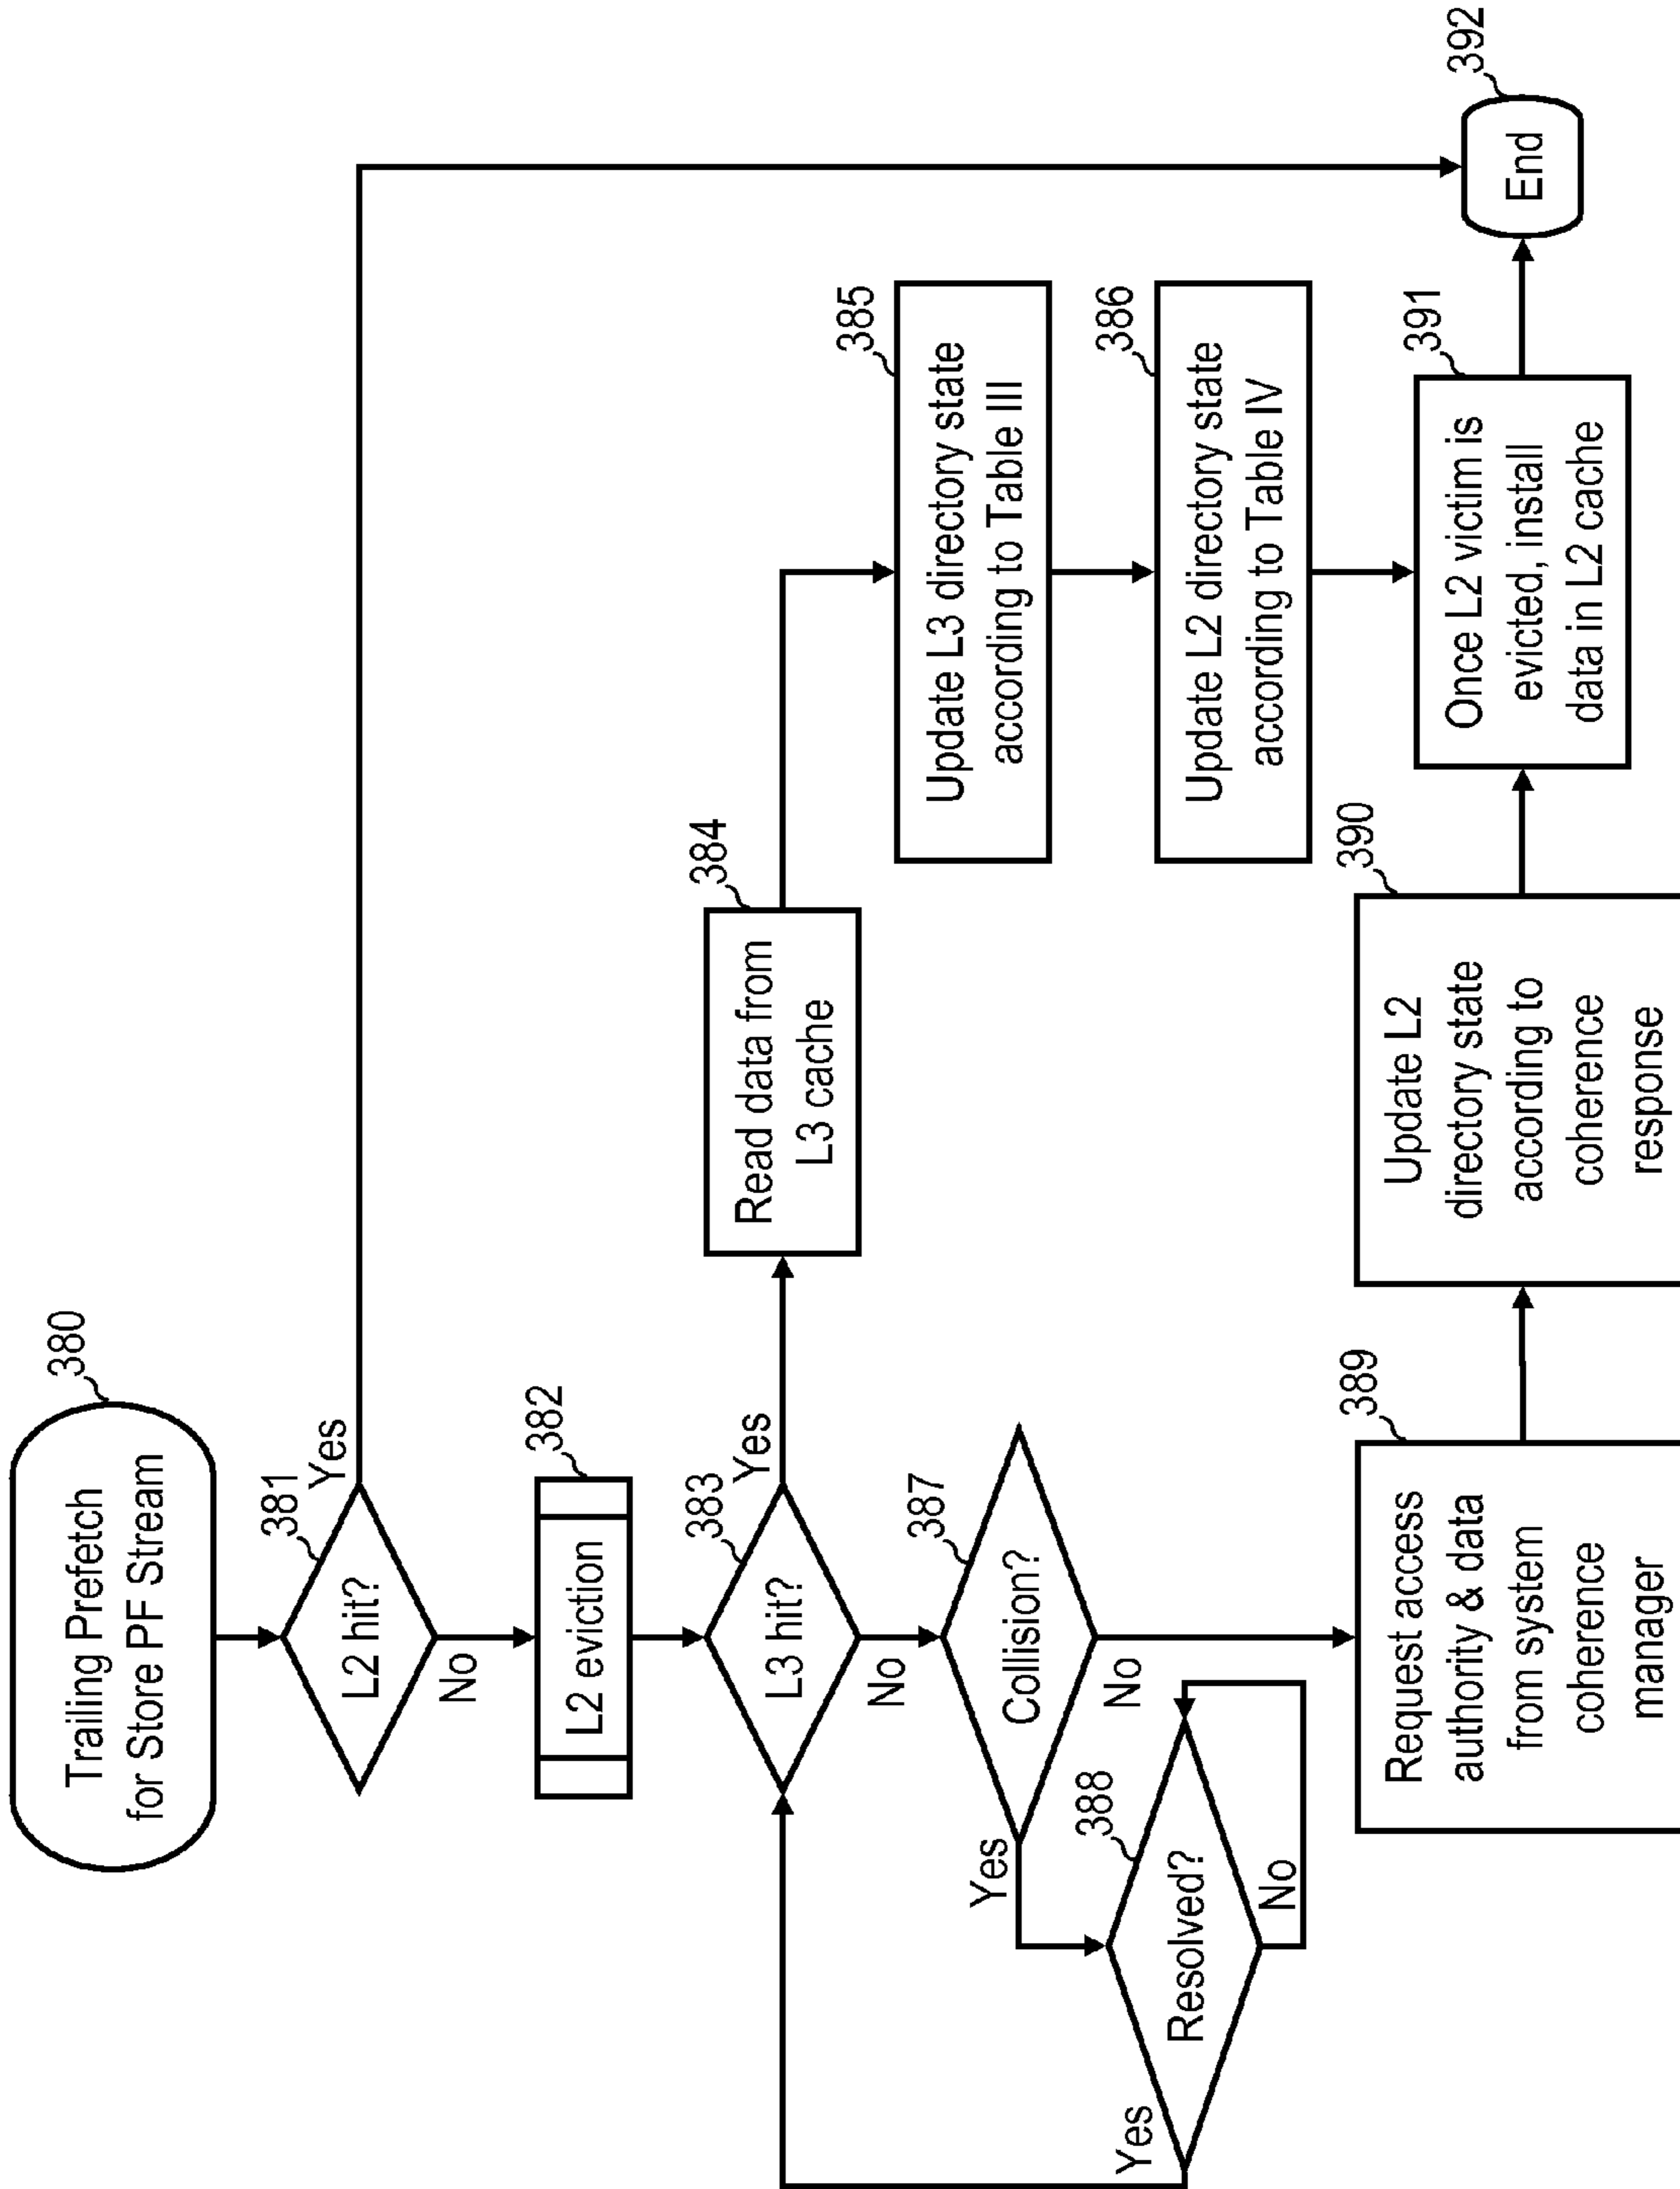 380
Trailing Prefetch
for Store PF Stream
381
L2 hit?
Yes
No
382
L2 eviction
383
L3 hit?
Yes
No
384
Read data from
L3 cache
385
Update L3 directory state
according to Table III
386
Update L2 directory state
according to Table IV
387
Collision?
Yes
No
388
Resolved?
Yes
No
389
Request access
authority & data
from system
coherence
manager
390
Update L2
directory state
according to
coherence
response
391
Once L2 victim is
evicted, install
data in L2 cache
392
End